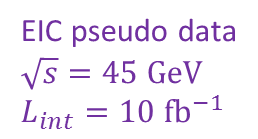 EIC pseudo data
√s = 45 GeV
L_int = 10 fb⁻¹